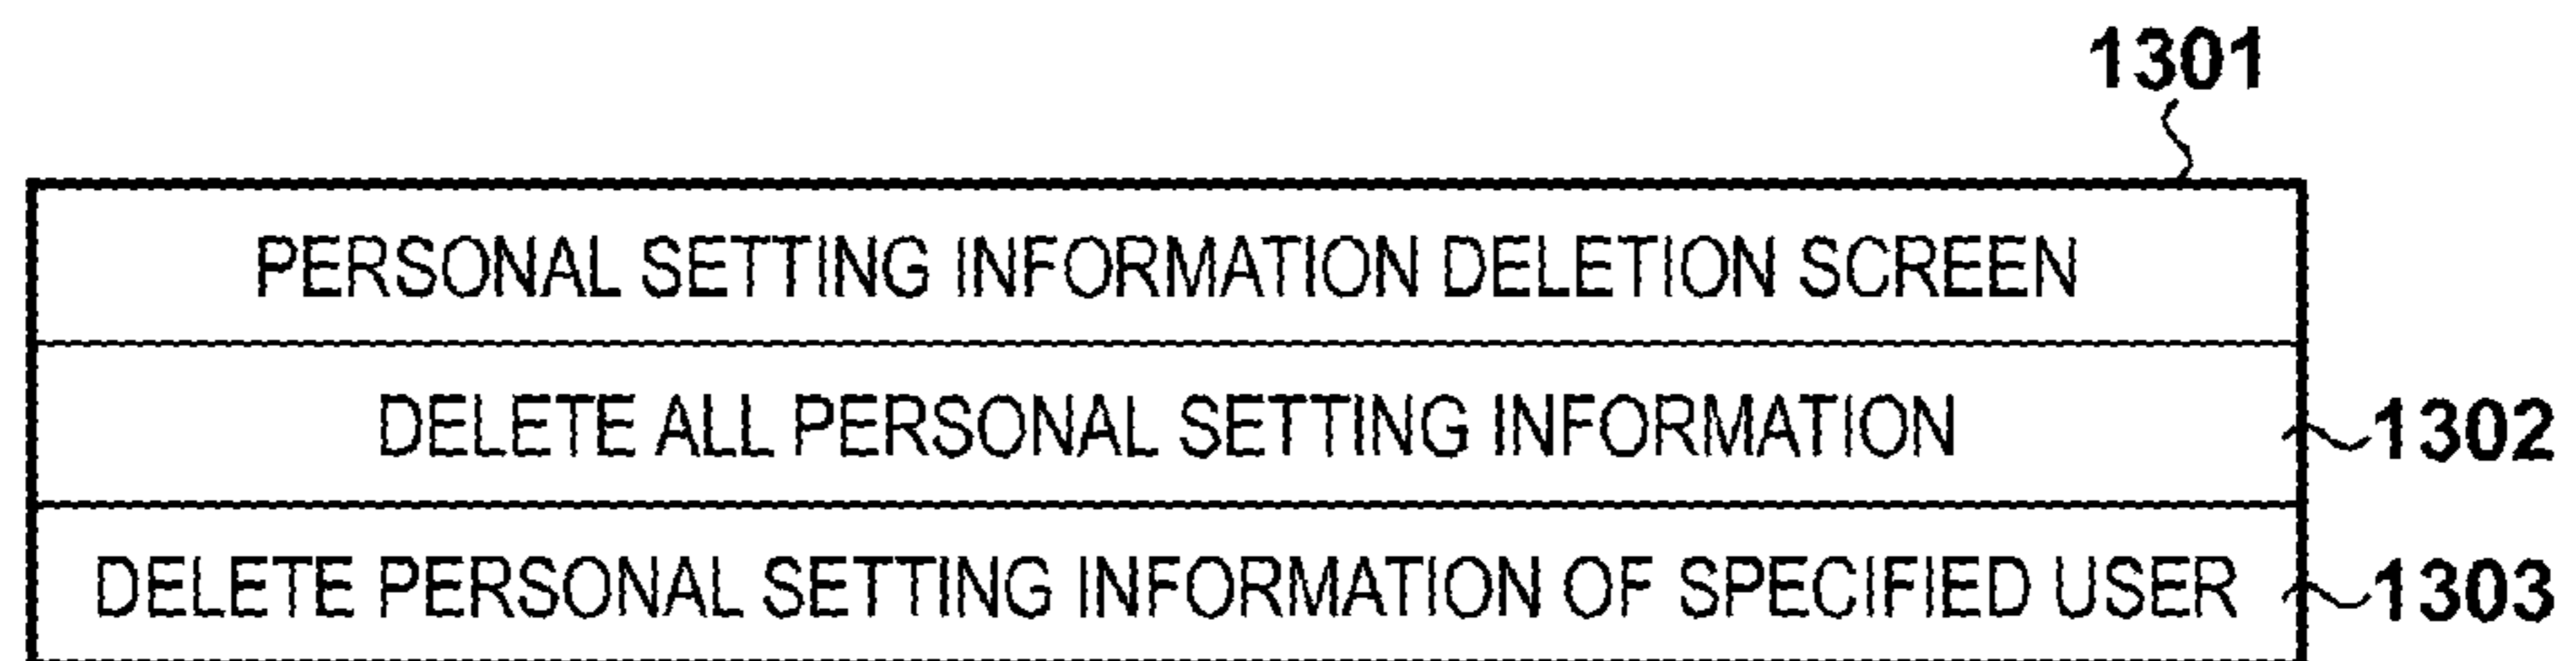 1301
PERSONAL SETTING INFORMATION DELETION SCREEN
DELETE ALL PERSONAL SETTING INFORMATION
1302
DELETE PERSONAL SETTING INFORMATION OF SPECIFIED USER
1303